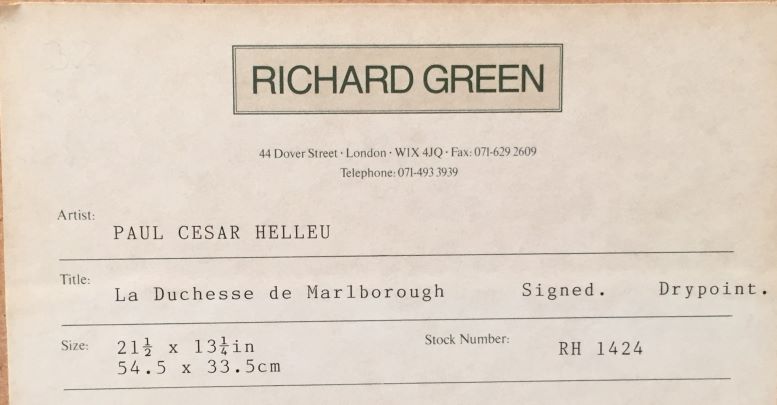 RICHARD GREEN
44 Dover Street · London · W1X 4JQ · Fax: 071-629 2609
Telephone: 071-493 3939
Artist:
PAUL CESAR HELLEU
Title:
La Duchesse de Marlborough Signed. Drypoint.
Size: 21½ x 13¼in Stock Number: RH 1424
54.5 x 33.5cm